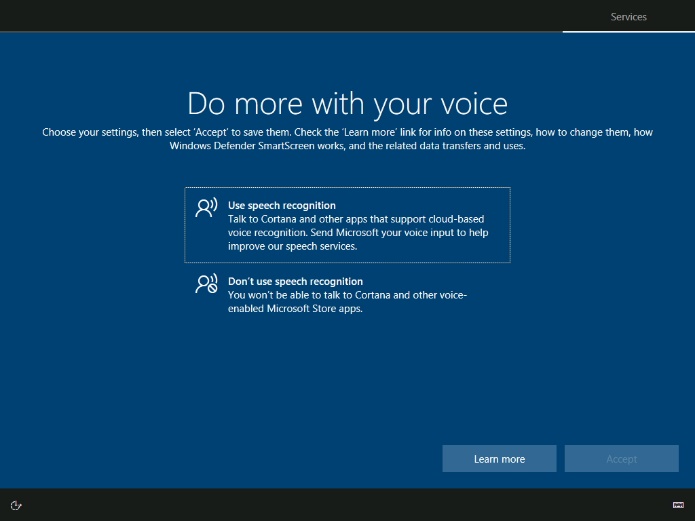 Services
Do more with your voice
Choose your settings, then select 'Accept' to save them. Check the 'Learn more' link for info on these settings, how to change them, how
Windows Defender SmartScreen works, and the related data transfers and uses.
Use speech recognition
Talk to Cortana and other apps that support cloud-based
voice recognition. Send Microsoft your voice input to help
improve our speech services.
Don't use speech recognition
You won't be able to talk to Cortana and other voice-
enabled Microsoft Store apps.
Learn more
Accept